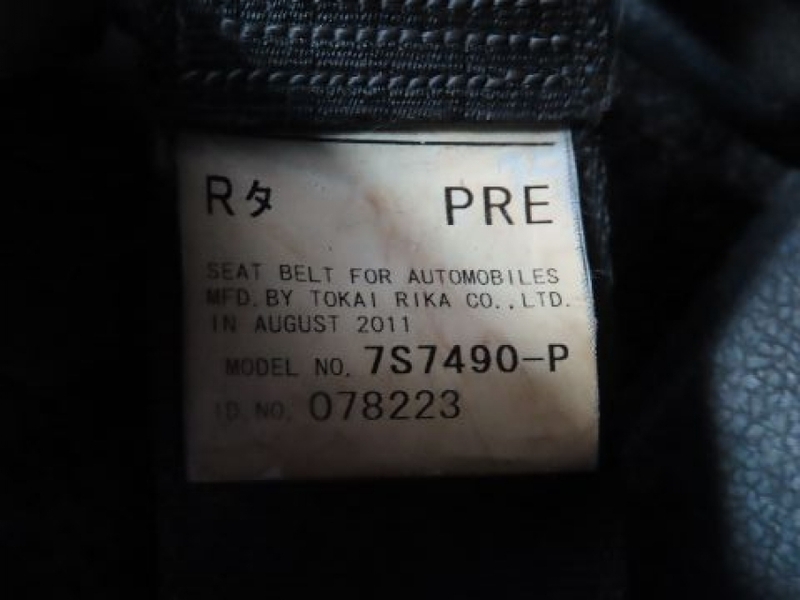 Rタ PRE
SEAT BELT FOR AUTOMOBILES
MFD. BY TOKAI RIKA CO., LTD.
IN AUGUST 2011
MODEL NO. 7S7490-P
ID. NO. 078223